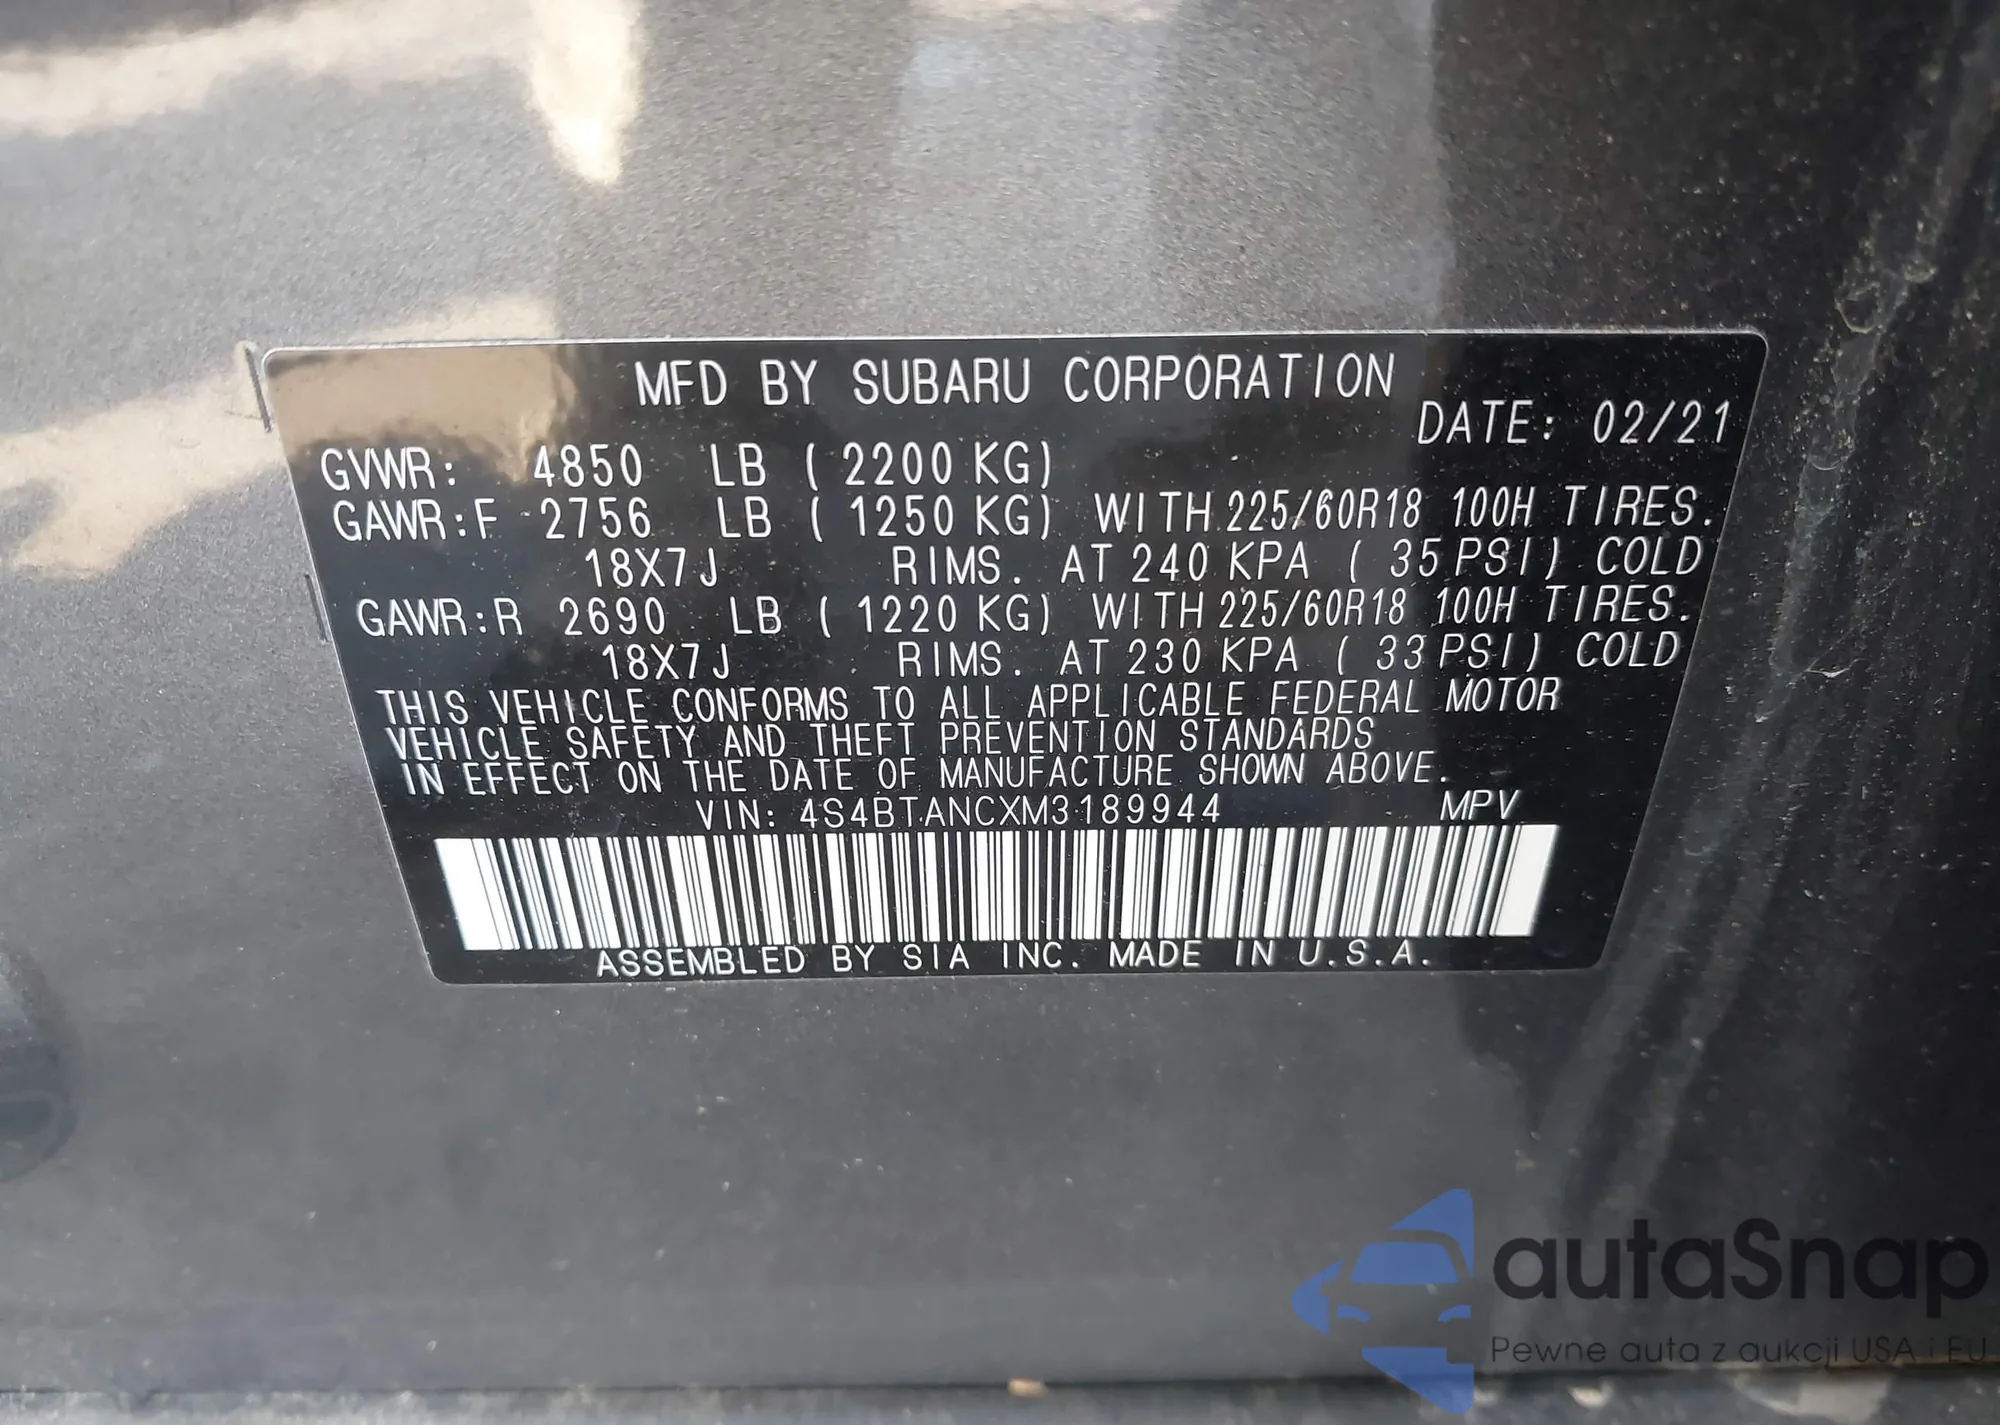 MFD BY SUBARU CORPORATION
DATE: 02/21
GVWR: 4850 LB ( 2200 KG)
GAWR:F 2756 LB ( 1250 KG) WITH 225/60R18 100H TIRES.
18X7J RIMS. AT 240 KPA ( 35 PSI) COLD
GAWR:R 2690 LB ( 1220 KG) WITH 225/60R18 100H TIRES.
18X7J RIMS. AT 230 KPA ( 33 PSI) COLD
THIS VEHICLE CONFORMS TO ALL APPLICABLE FEDERAL MOTOR
VEHICLE SAFETY AND THEFT PREVENTION STANDARDS
IN EFFECT ON THE DATE OF MANUFACTURE SHOWN ABOVE.
VIN: 4S4BTANCXM3189944 MPV
ASSEMBLED BY SIA INC. MADE IN U.S.A.
autaSnap
Pewne auta z aukcji USA i EU